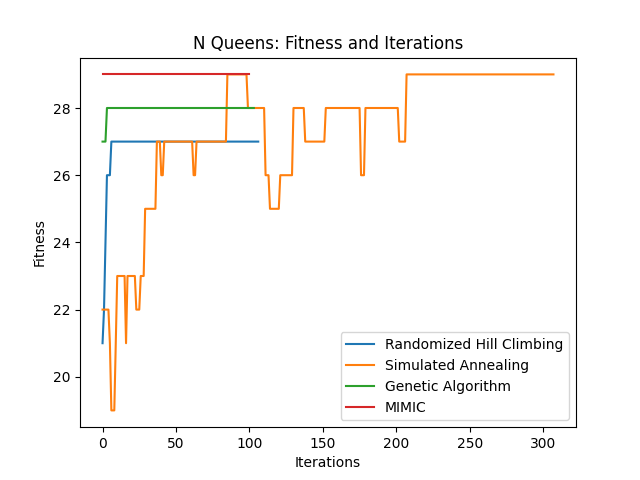 N Queens: Fitness and Iterations
Fitness
28
26
24
22
20
0 50 100 150 200 250 300
Iterations
Randomized Hill Climbing
Simulated Annealing
Genetic Algorithm
MIMIC